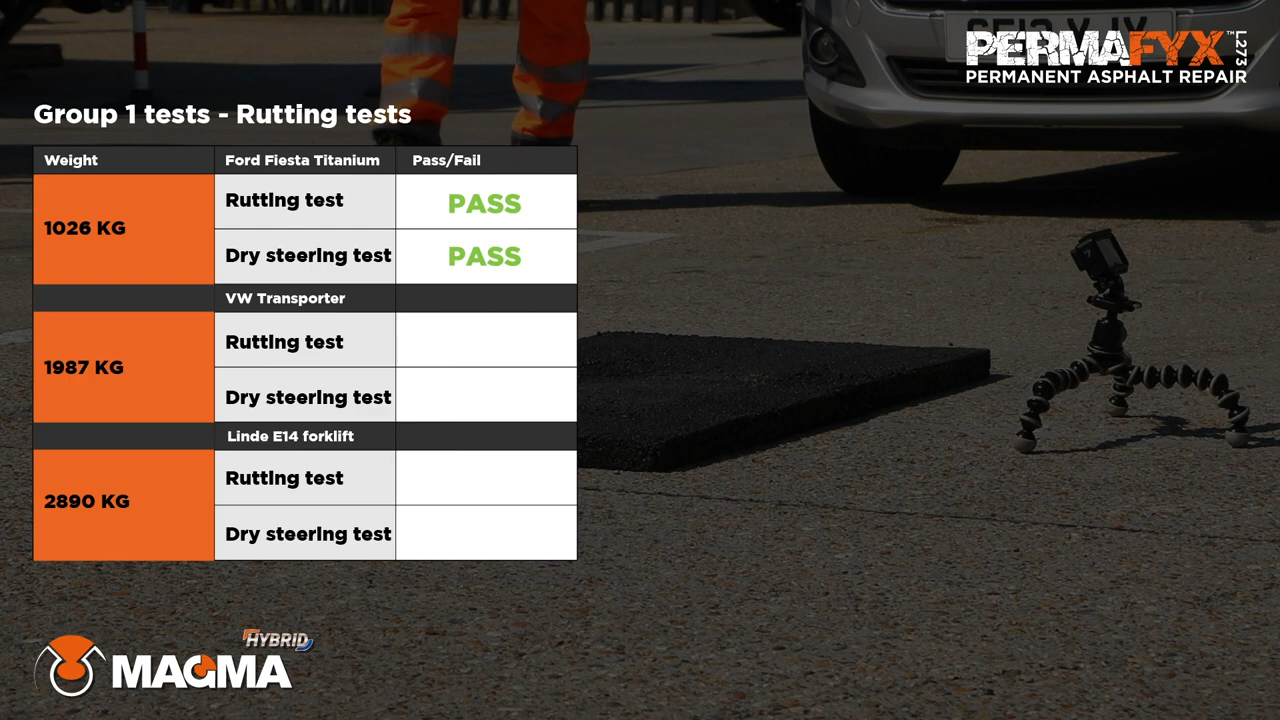 PERMAFYX™ L273
PERMANENT ASPHALT REPAIR
Group 1 tests - Rutting tests
Weight Ford Fiesta Titanium Pass/Fail
1026 KG
Rutting test PASS
Dry steering test PASS
VW Transporter
1987 KG
Rutting test
Dry steering test
Linde E14 forklift
2890 KG
Rutting test
Dry steering test
HYBRID
MAGMA